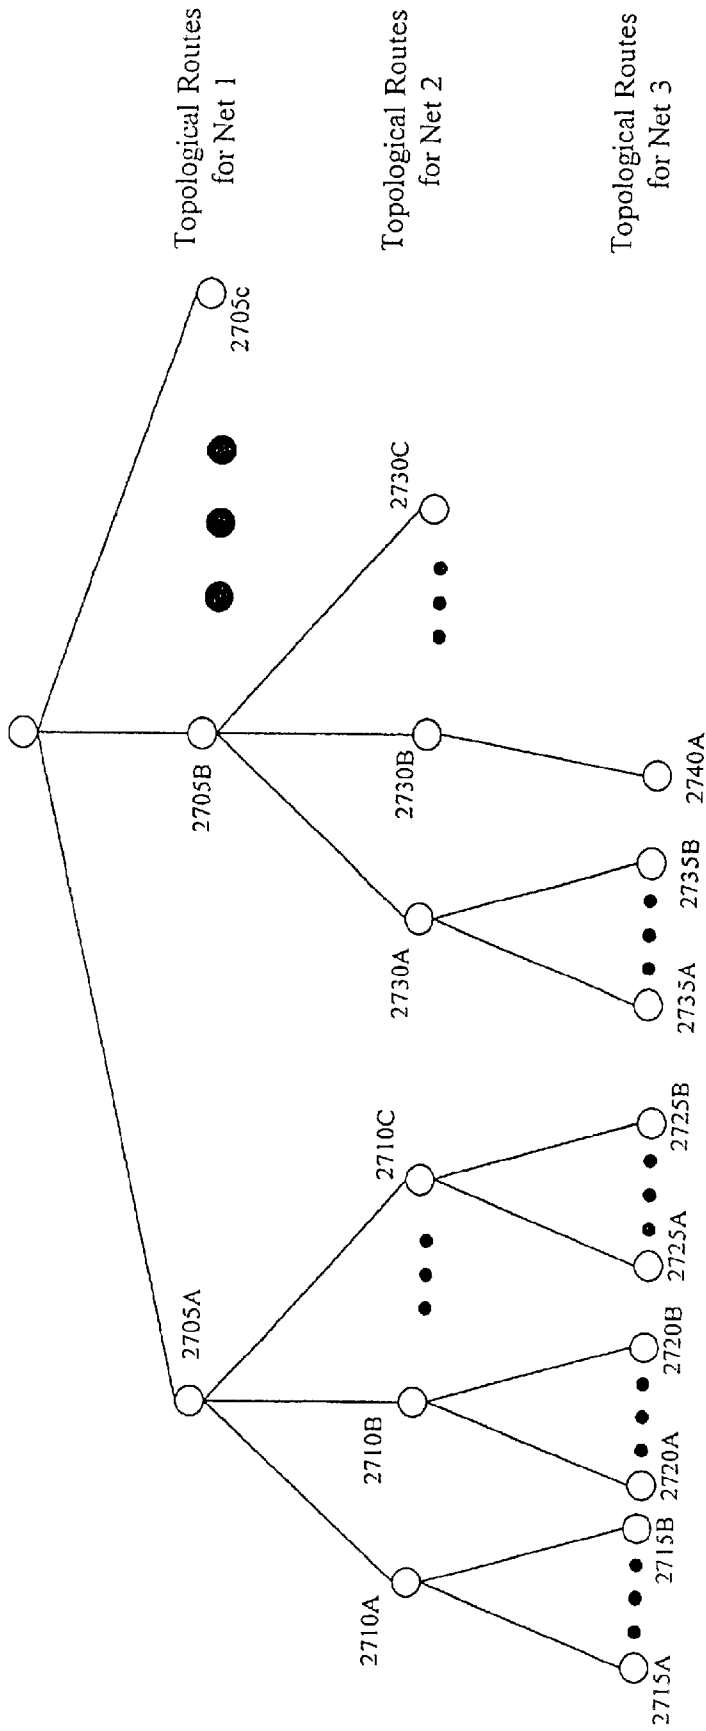 Topological Routes
for Net 1
2705A
2705B
2705c
Topological Routes
for Net 2
2710A
2710B
2710C
2730A
2730B
2730C
Topological Routes
for Net 3
2715A
2715B
2720A
2720B
2725A
2725B
2735A
2735B
2740A